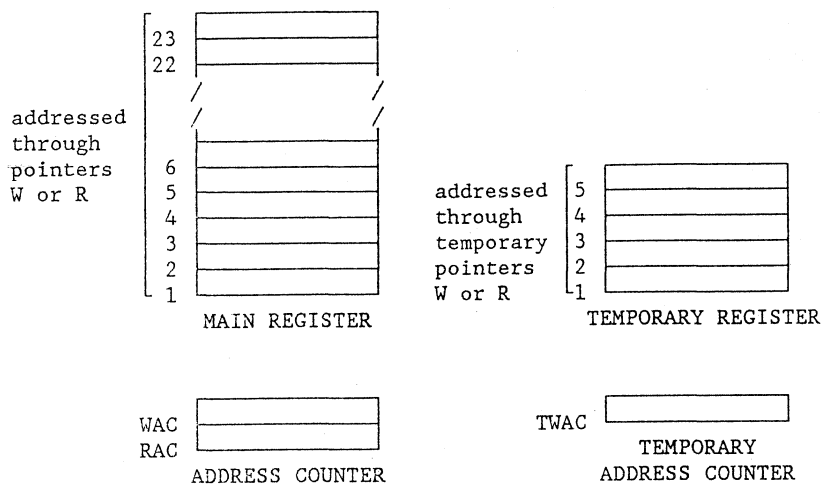 23
22
addressed
through
pointers
W or R
6
5
4
3
2
1
MAIN REGISTER
addressed
through
temporary
pointers
W or R
5
4
3
2
1
TEMPORARY REGISTER
WAC
RAC
ADDRESS COUNTER
TWAC
TEMPORARY
ADDRESS COUNTER